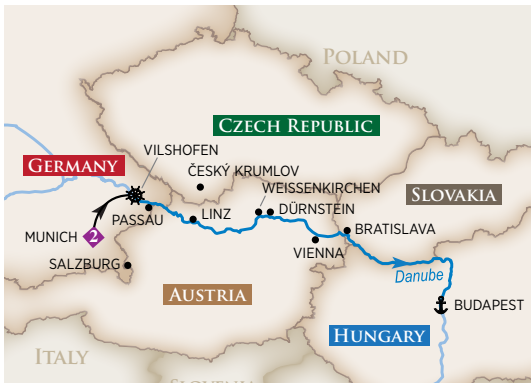 POLAND
CZECH REPUBLIC
VILSHOFEN
GERMANY
ČESKÝ KRUMLOV
WEISSENKIRCHEN
SLOVAKIA
PASSAU
LINZ
DÜRNSTEIN
MUNICH 2
BRATISLAVA
VIENNA
SALZBURG
Danube
AUSTRIA
BUDAPEST
HUNGARY
ITALY
SLOVENIA